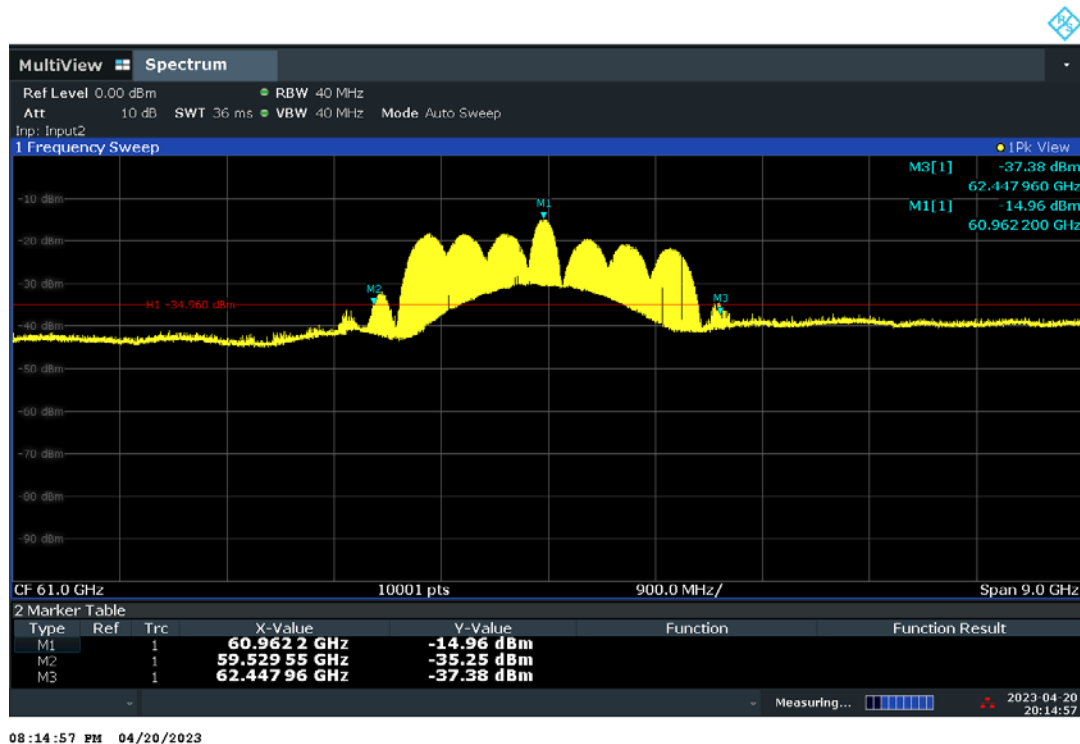 R/S
MultiView Spectrum
Ref Level 0.00 dBm RBW 40 MHz
Att 10 dB SWT 36 ms VBW 40 MHz Mode Auto Sweep
Inp: Input2
1 Frequency Sweep 1Pk View
M3[1] -37.38 dBm
62.447 960 GHz
-10 dBm
M1
M1[1] -14.96 dBm
60.962 200 GHz
-20 dBm
-30 dBm
M2
M3
H1 -34.960 dBm
-40 dBm
-50 dBm
-60 dBm
-70 dBm
-80 dBm
-90 dBm
CF 61.0 GHz 10001 pts 900.0 MHz/ Span 9.0 GHz
2 Marker Table
Type Ref Trc X-Value Y-Value Function Function Result
M1 1 60.962 2 GHz -14.96 dBm
M2 1 59.529 55 GHz -35.25 dBm
M3 1 62.447 96 GHz -37.38 dBm
Measuring... 2023-04-20
20:14:57
08:14:57 PM 04/20/2023